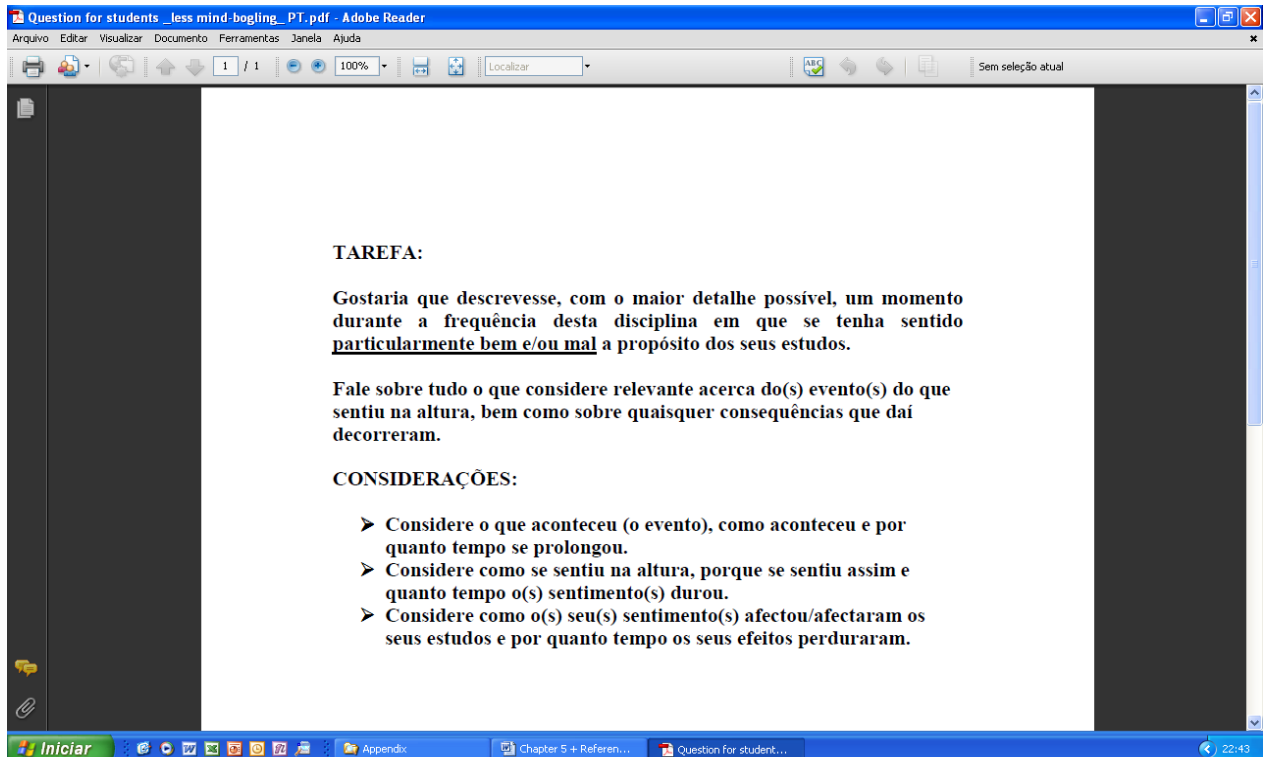 Question for students _less mind-bogling_ PT.pdf - Adobe Reader
Arquivo Editar Visualizar Documento Ferramentas Janela Ajuda
1 / 1 100% Localizar Sem seleção atual
TAREFA:
Gostaria que descrevesse, com o maior detalhe possível, um momento
durante a frequência desta disciplina em que se tenha sentido
particularmente bem e/ou mal a propósito dos seus estudos.
Fale sobre tudo o que considere relevante acerca do(s) evento(s) do que
sentiu na altura, bem como sobre quaisquer consequências que daí
decorreram.
CONSIDERAÇÕES:
➤ Considere o que aconteceu (o evento), como aconteceu e por
quanto tempo se prolongou.
➤ Considere como se sentiu na altura, porque se sentiu assim e
quanto tempo o(s) sentimento(s) durou.
➤ Considere como o(s) seu(s) sentimento(s) afectou/afectaram os
seus estudos e por quanto tempo os seus efeitos perduraram.
Iniciar Appendix Chapter 5 + Referen... Question for student... 22:43